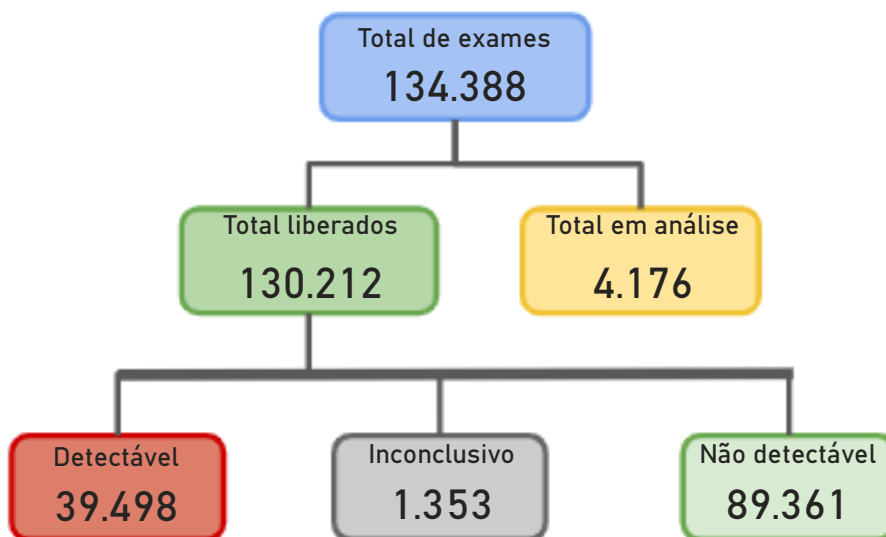 Total de exames
134.388
Total liberados
130.212
Total em análise
4.176
Detectável
39.498
Inconclusivo
1.353
Não detectável
89.361